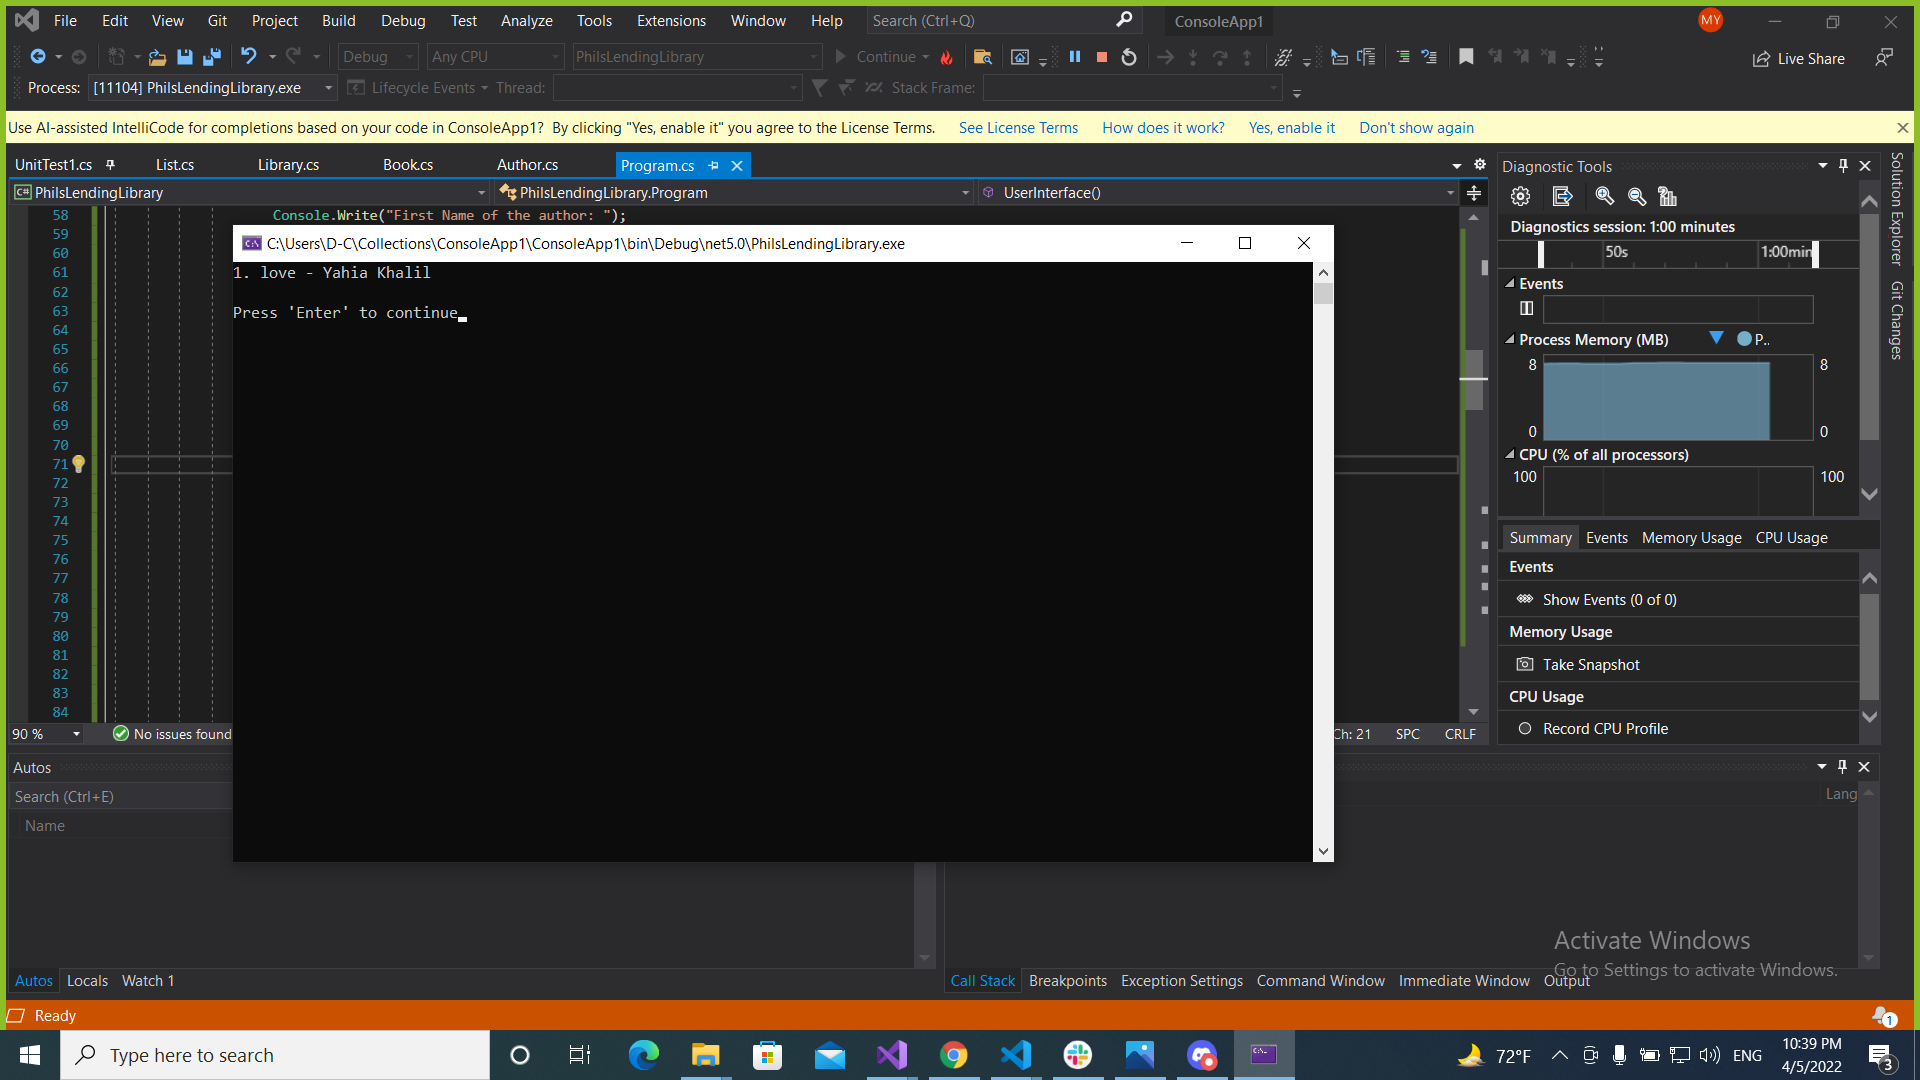 File Edit View Git Project Build Debug Test Analyze Tools Extensions Window Help Search (Ctrl+Q) ConsoleApp1 MY
Debug Any CPU PhilsLendingLibrary Continue Live Share
Process: [11104] PhilsLendingLibrary.exe Lifecycle Events Thread: Stack Frame:
Use AI-assisted IntelliCode for completions based on your code in ConsoleApp1? By clicking "Yes, enable it" you agree to the License Terms. See License Terms How does it work? Yes, enable it Don't show again
UnitTest1.cs List.cs Library.cs Book.cs Author.cs Program.cs
C# PhilsLendingLibrary PhilsLendingLibrary.Program UserInterface()
58 Console.Write("First Name of the author: ");
59
60
61
62
63
64
65
66
67
68
69
70
71
72
73
74
75
76
77
78
79
80
81
82
83
84
C:\Users\D-C\Collections\ConsoleApp1\ConsoleApp1\bin\Debug\net5.0\PhilsLendingLibrary.exe
1. love - Yahia Khalil
Press 'Enter' to continue
90 % No issues found Ch: 21 SPC CRLF
Diagnostic Tools
Diagnostics session: 1:00 minutes
50s 1:00min
Events
Process Memory (MB) P..
8 8
0 0
CPU (% of all processors)
100 100
Summary Events Memory Usage CPU Usage
Events
Show Events (0 of 0)
Memory Usage
Take Snapshot
CPU Usage
Record CPU Profile
Solution Explorer
Git Changes
Autos
Search (Ctrl+E)
Name
Lang
Autos Locals Watch 1
Call Stack Breakpoints Exception Settings Command Window Immediate Window Output
Activate Windows
Go to Settings to activate Windows.
Ready 1
Type here to search 72°F ENG 10:39 PM
4/5/2022 3